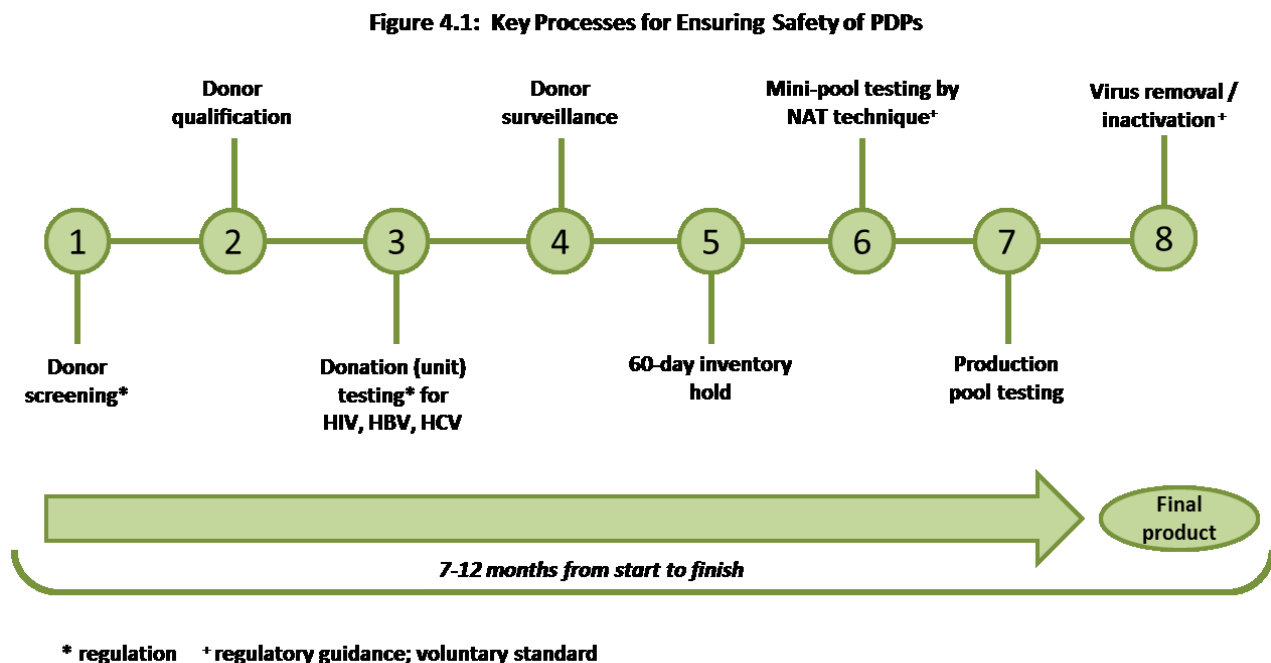 Figure 4.1: Key Processes for Ensuring Safety of PDPs
Donor
qualification
Donor
surveillance
Mini-pool testing by
NAT technique⁺
Virus removal /
inactivation⁺
1
2
3
4
5
6
7
8
Donor
screening*
Donation (unit)
testing* for
HIV, HBV, HCV
60-day inventory
hold
Production
pool testing
Final
product
7-12 months from start to finish
* regulation ⁺ regulatory guidance; voluntary standard